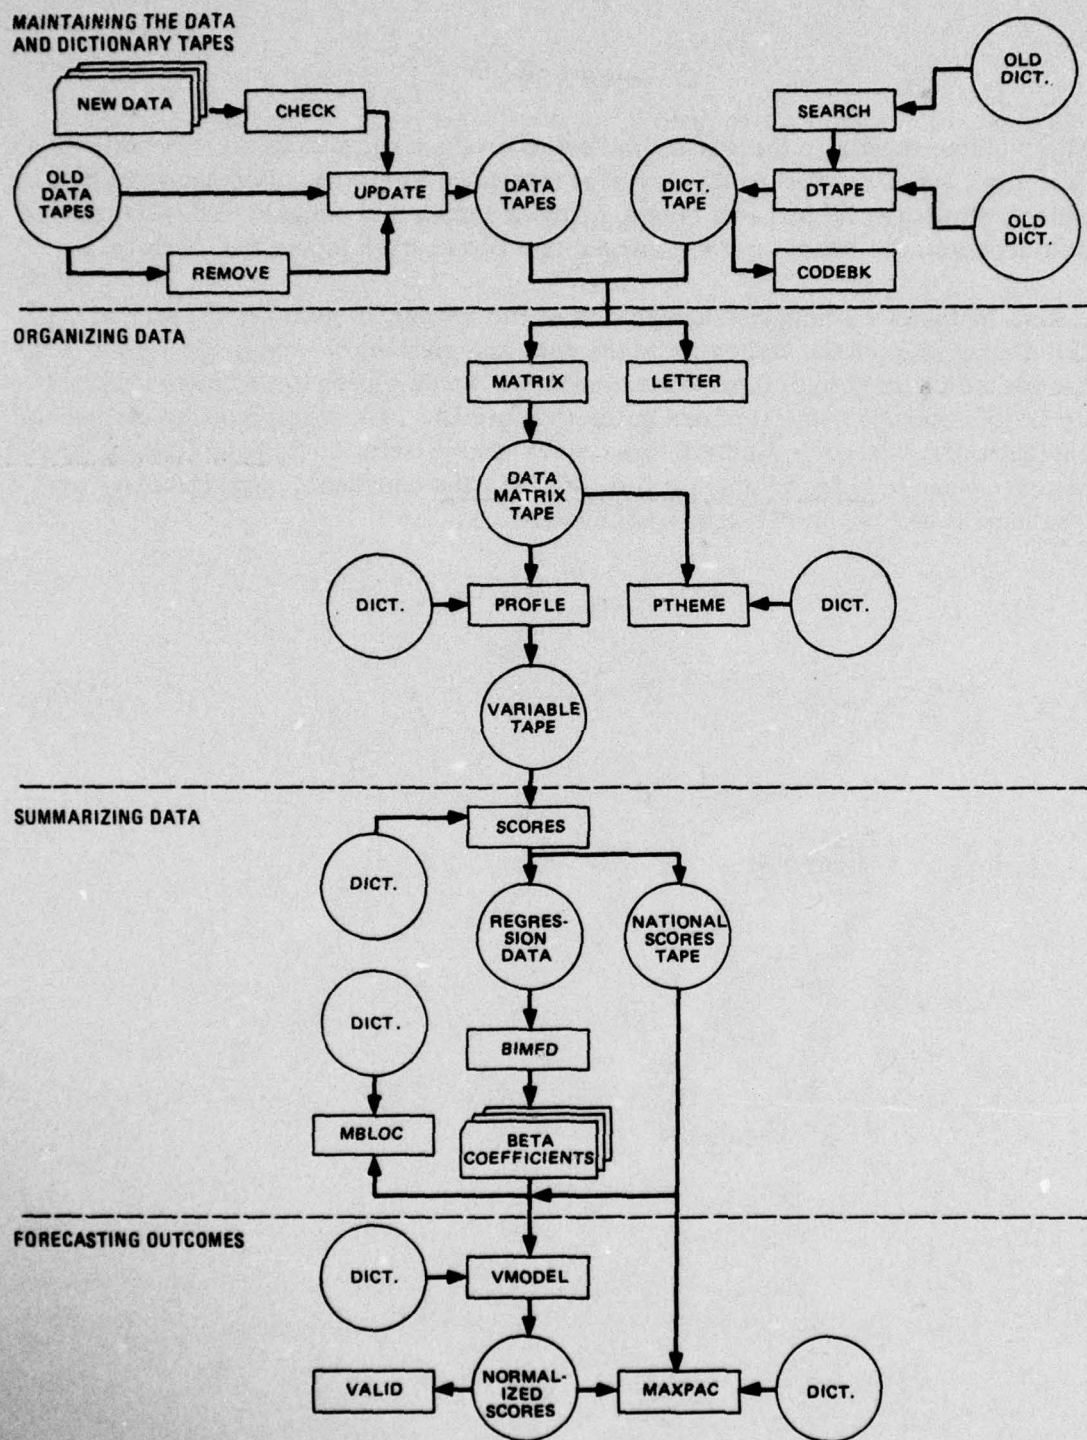 MAINTAINING THE DATA
AND DICTIONARY TAPES
NEW DATA
CHECK
OLD
DATA
TAPES
UPDATE
REMOVE
DATA
TAPES
DICT.
TAPE
SEARCH
OLD
DICT.
DTAPE
OLD
DICT.
CODEBK
ORGANIZING DATA
MATRIX
LETTER
DATA
MATRIX
TAPE
DICT.
PROFLE
PTHEME
DICT.
VARIABLE
TAPE
SUMMARIZING DATA
SCORES
DICT.
REGRES-
SION
DATA
NATIONAL
SCORES
TAPE
DICT.
BIMFD
MBLOC
BETA
COEFFICIENTS
FORECASTING OUTCOMES
DICT.
VMODEL
VALID
NORMAL-
IZED
SCORES
MAXPAC
DICT.